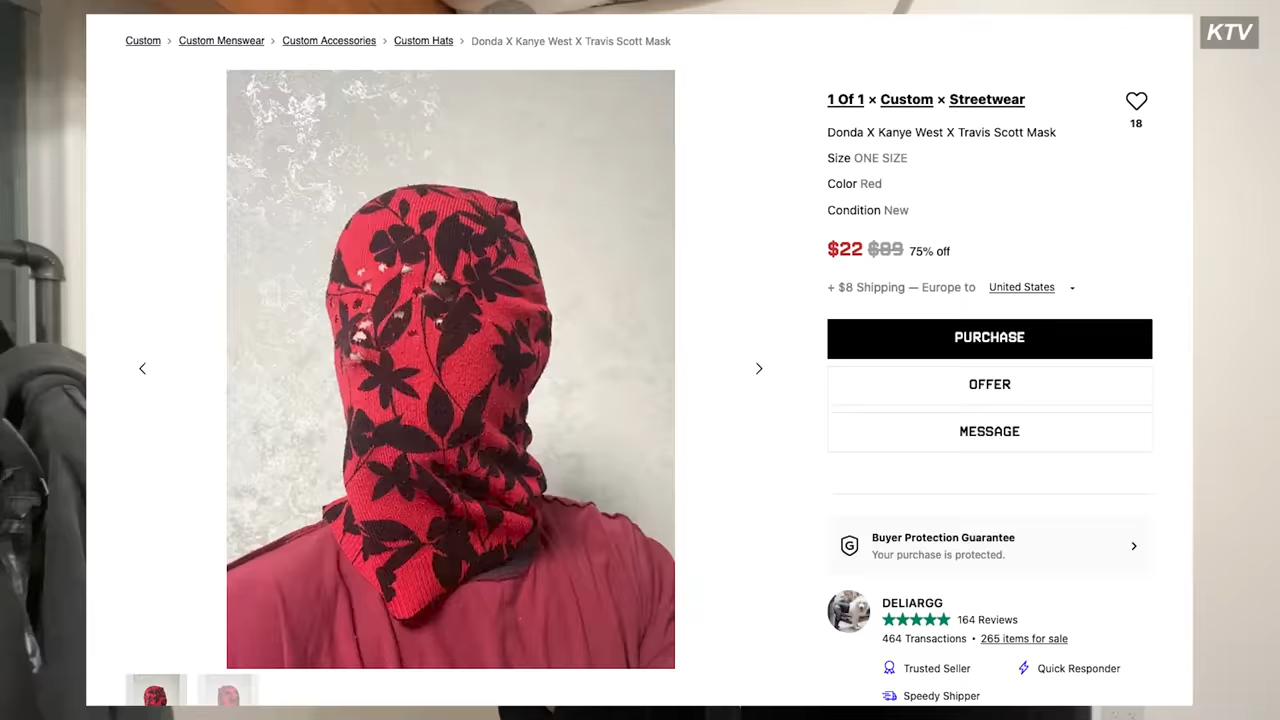 KTV
Custom > Custom Menswear > Custom Accessories > Custom Hats > Donda X Kanye West X Travis Scott Mask
1 Of 1 × Custom × Streetwear
18
Donda X Kanye West X Travis Scott Mask
Size ONE SIZE
Color Red
Condition New
$22 $89 75% off
+ $8 Shipping — Europe to United States
PURCHASE
OFFER
MESSAGE
G
Buyer Protection Guarantee
Your purchase is protected.
DELIARGG
164 Reviews
464 Transactions • 265 items for sale
Trusted Seller Quick Responder
Speedy Shipper